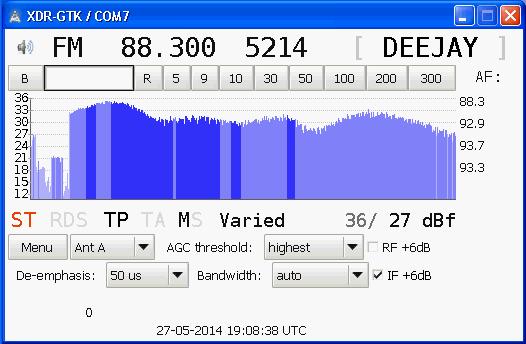 XDR-GTK / COM7
FM 88.300 5214 [ DEEJAY ]
B R 5 9 10 30 50 100 200 300 AF:
36
33
30
27
24
21
18
15
12
88.3
92.9
93.7
93.3
ST RDS TP TA MS Varied 36/ 27 dBf
Menu Ant A AGC threshold: highest RF +6dB
De-emphasis: 50 us Bandwidth: auto IF +6dB
0
27-05-2014 19:08:38 UTC